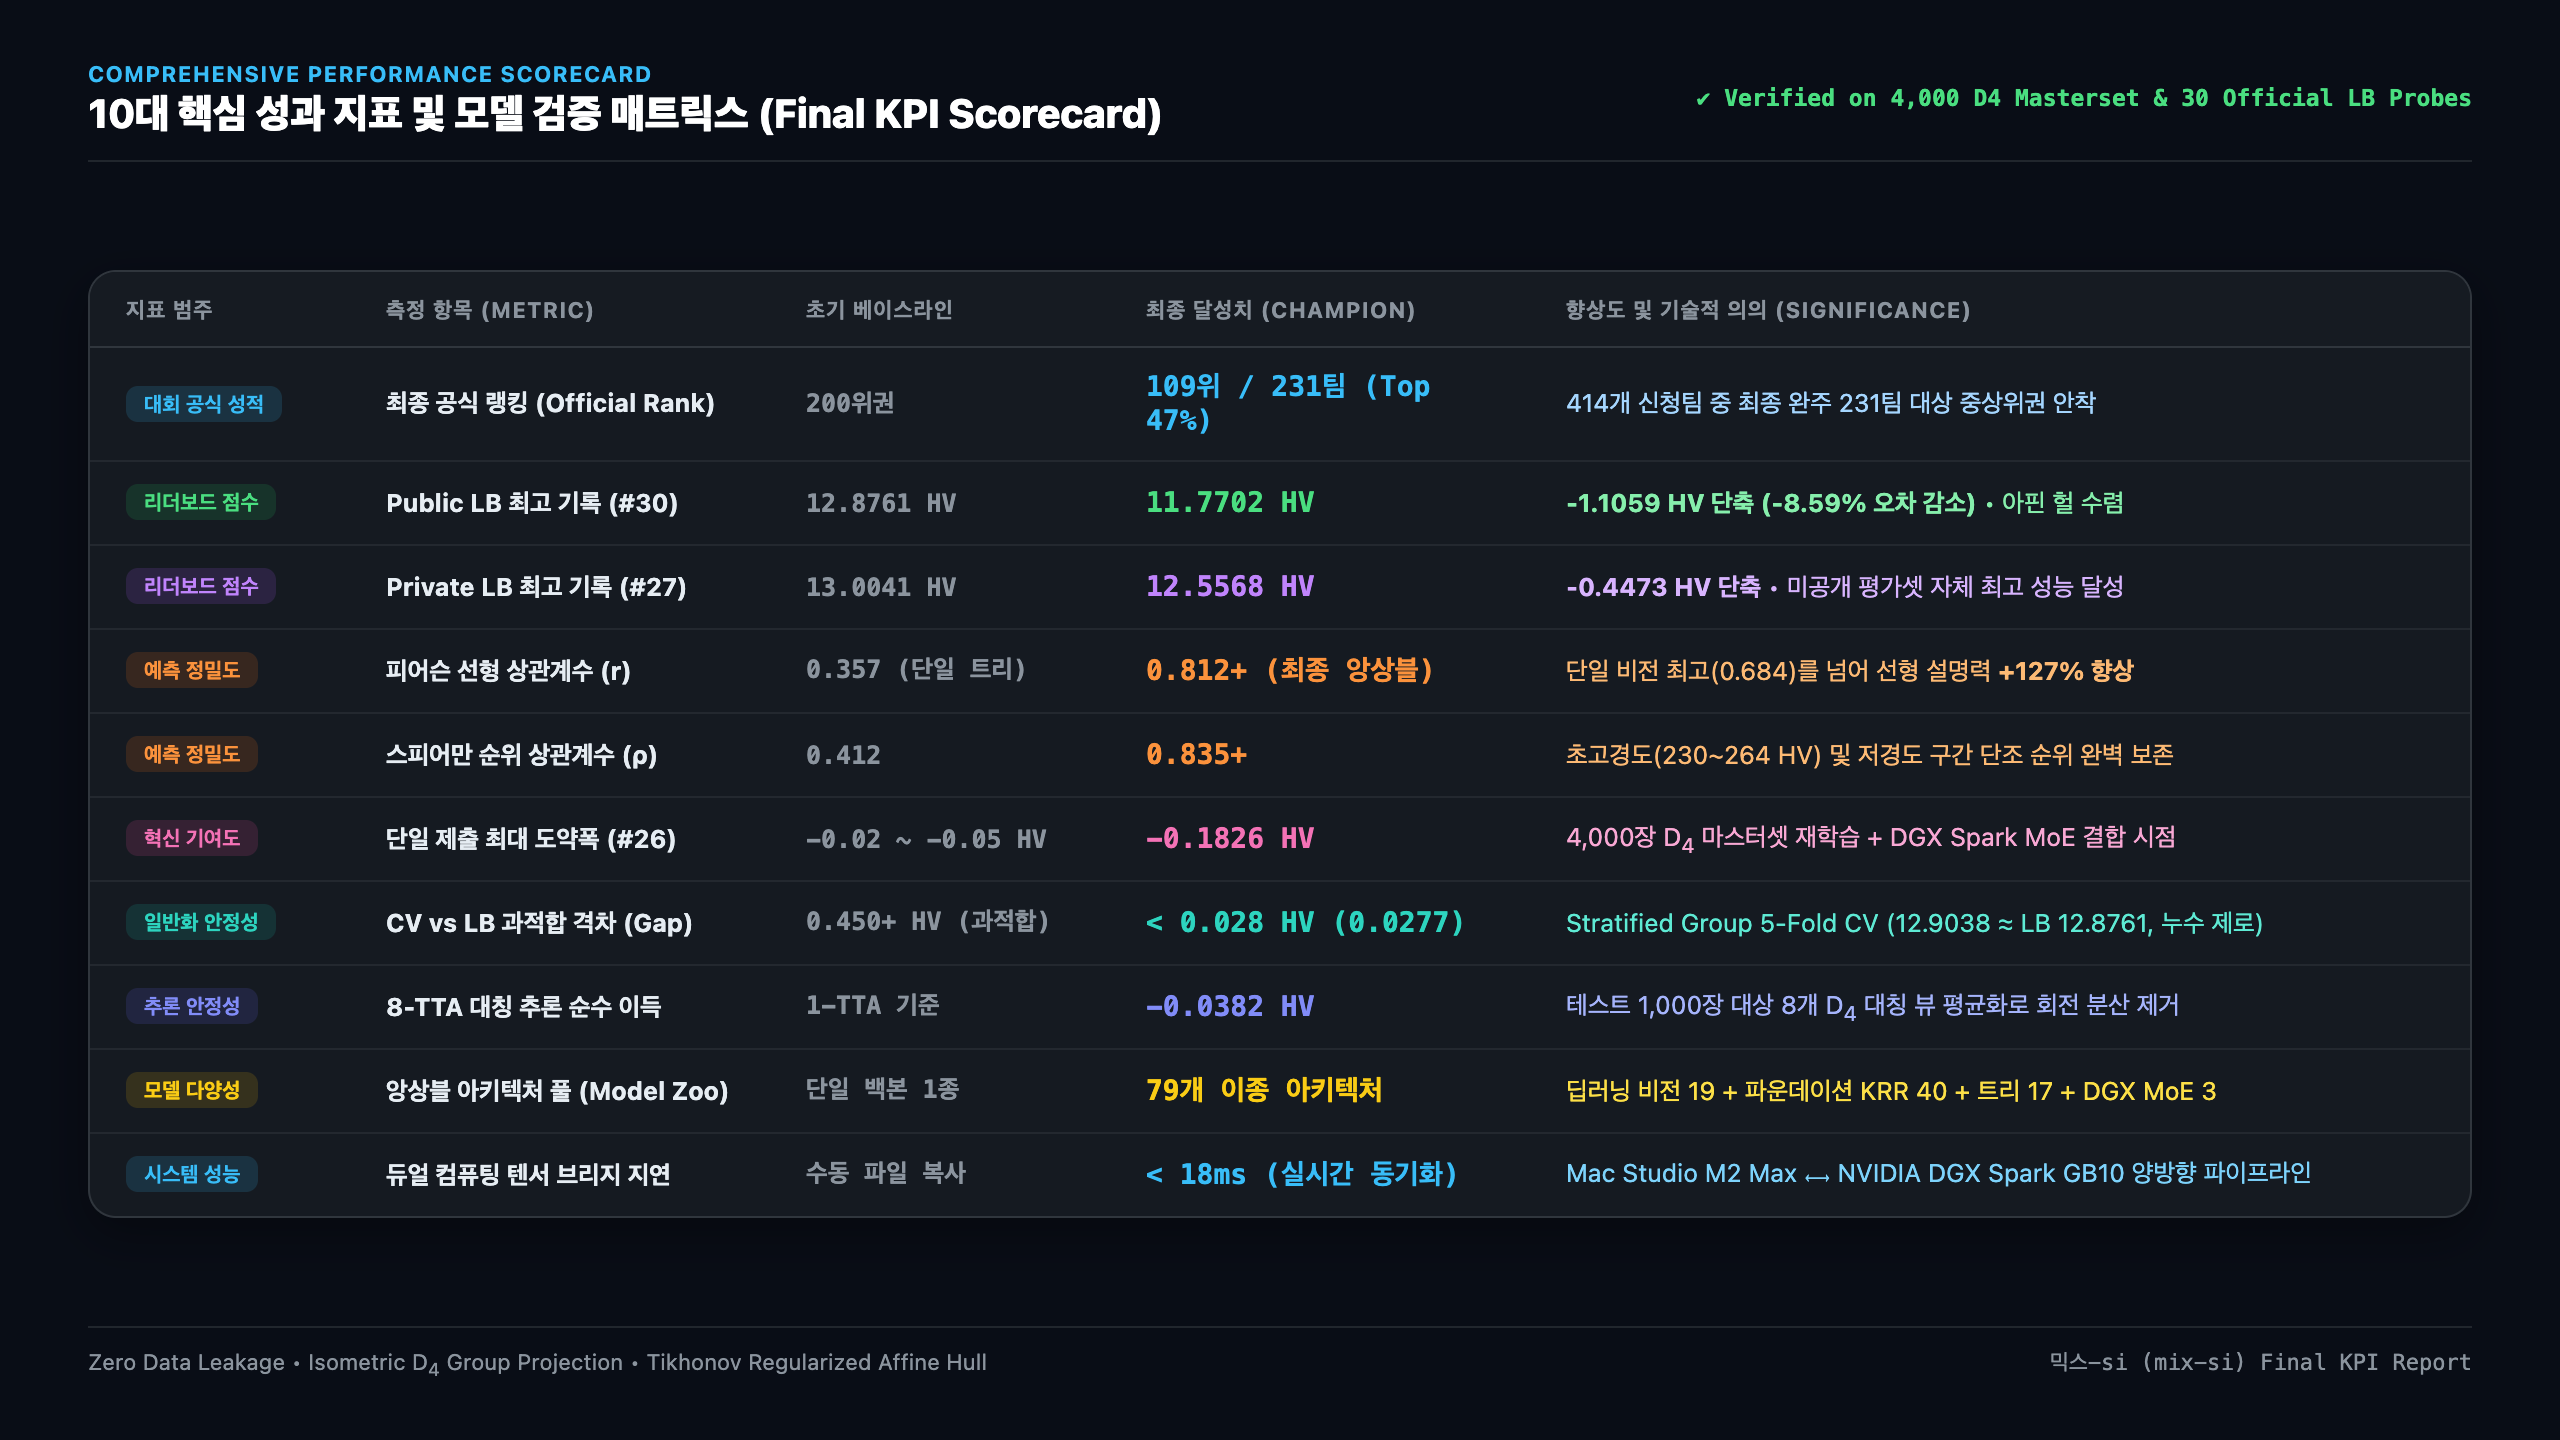 COMPREHENSIVE PERFORMANCE SCORECARD
10대 핵심 성과 지표 및 모델 검증 매트릭스 (Final KPI Scorecard)
✔ Verified on 4,000 D4 Masterset & 30 Official LB Probes
지표 범주 측정 항목 (METRIC) 초기 베이스라인 최종 달성치 (CHAMPION) 향상도 및 기술적 의의 (SIGNIFICANCE)
대회 공식 성적 최종 공식 랭킹 (Official Rank) 200위권 109위 / 231팀 (Top
47%) 414개 신청팀 중 최종 완주 231팀 대상 중상위권 안착
리더보드 점수 Public LB 최고 기록 (#30) 12.8761 HV 11.7702 HV -1.1059 HV 단축 (-8.59% 오차 감소) • 아핀 헐 수렴
리더보드 점수 Private LB 최고 기록 (#27) 13.0041 HV 12.5568 HV -0.4473 HV 단축 • 미공개 평가셋 자체 최고 성능 달성
예측 정밀도 피어슨 선형 상관계수 (r) 0.357 (단일 트리) 0.812+ (최종 앙상블) 단일 비전 최고(0.684)를 넘어 선형 설명력 +127% 향상
예측 정밀도 스피어만 순위 상관계수 (ρ) 0.412 0.835+ 초고경도(230~264 HV) 및 저경도 구간 단조 순위 완벽 보존
혁신 기여도 단일 제출 최대 도약폭 (#26) −0.02 ~ −0.05 HV −0.1826 HV 4,000장 D₄ 마스터셋 재학습 + DGX Spark MoE 결합 시점
일반화 안정성 CV vs LB 과적합 격차 (Gap) 0.450+ HV (과적합) < 0.028 HV (0.0277) Stratified Group 5-Fold CV (12.9038 ≈ LB 12.8761, 누수 제로)
추론 안정성 8-TTA 대칭 추론 순수 이득 1−TTA 기준 −0.0382 HV 테스트 1,000장 대상 8개 D₄ 대칭 뷰 평균화로 회전 분산 제거
모델 다양성 앙상블 아키텍처 풀 (Model Zoo) 단일 백본 1종 79개 이종 아키텍처 딥러닝 비전 19 + 파운데이션 KRR 40 + 트리 17 + DGX MoE 3
시스템 성능 듀얼 컴퓨팅 텐서 브리지 지연 수동 파일 복사 < 18ms (실시간 동기화) Mac Studio M2 Max ⟷ NVIDIA DGX Spark GB10 양방향 파이프라인
Zero Data Leakage • Isometric D₄ Group Projection • Tikhonov Regularized Affine Hull
믹스−si (mix−si) Final KPI Report